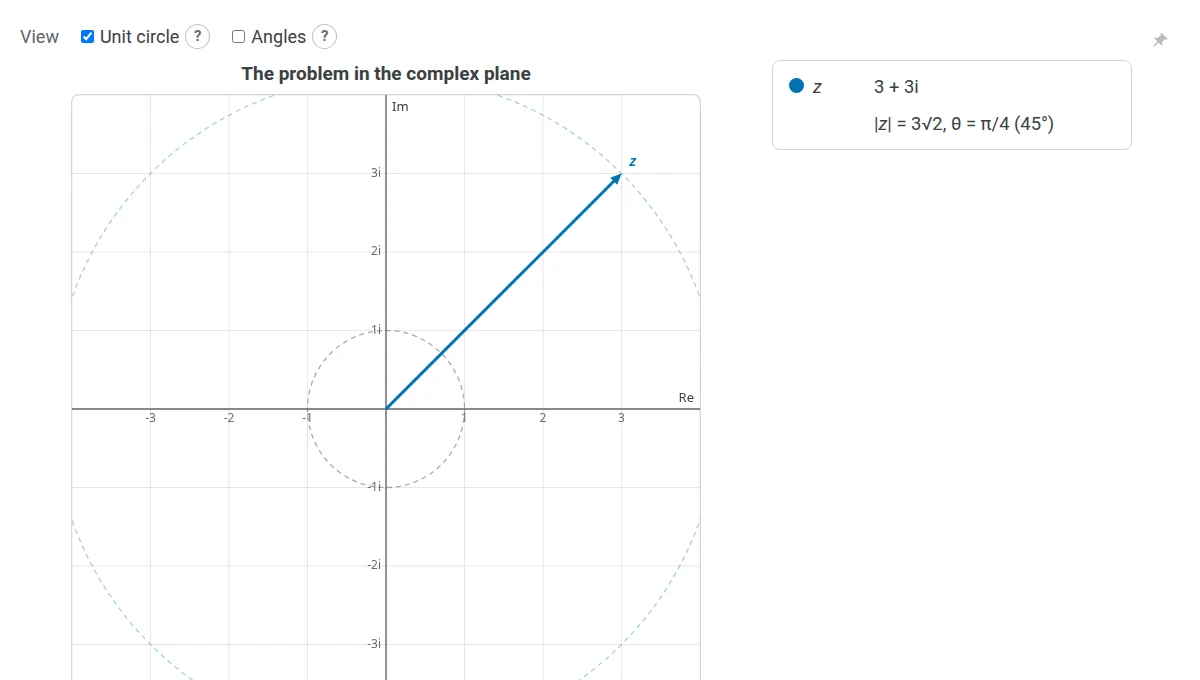 View Unit circle ? Angles ?
The problem in the complex plane
z 3 + 3i
|z| = 3√2, θ = π/4 (45°)
Im
z
3i
2i
1i
Re
-3 -2 -1 1 2 3
-1i
-2i
-3i